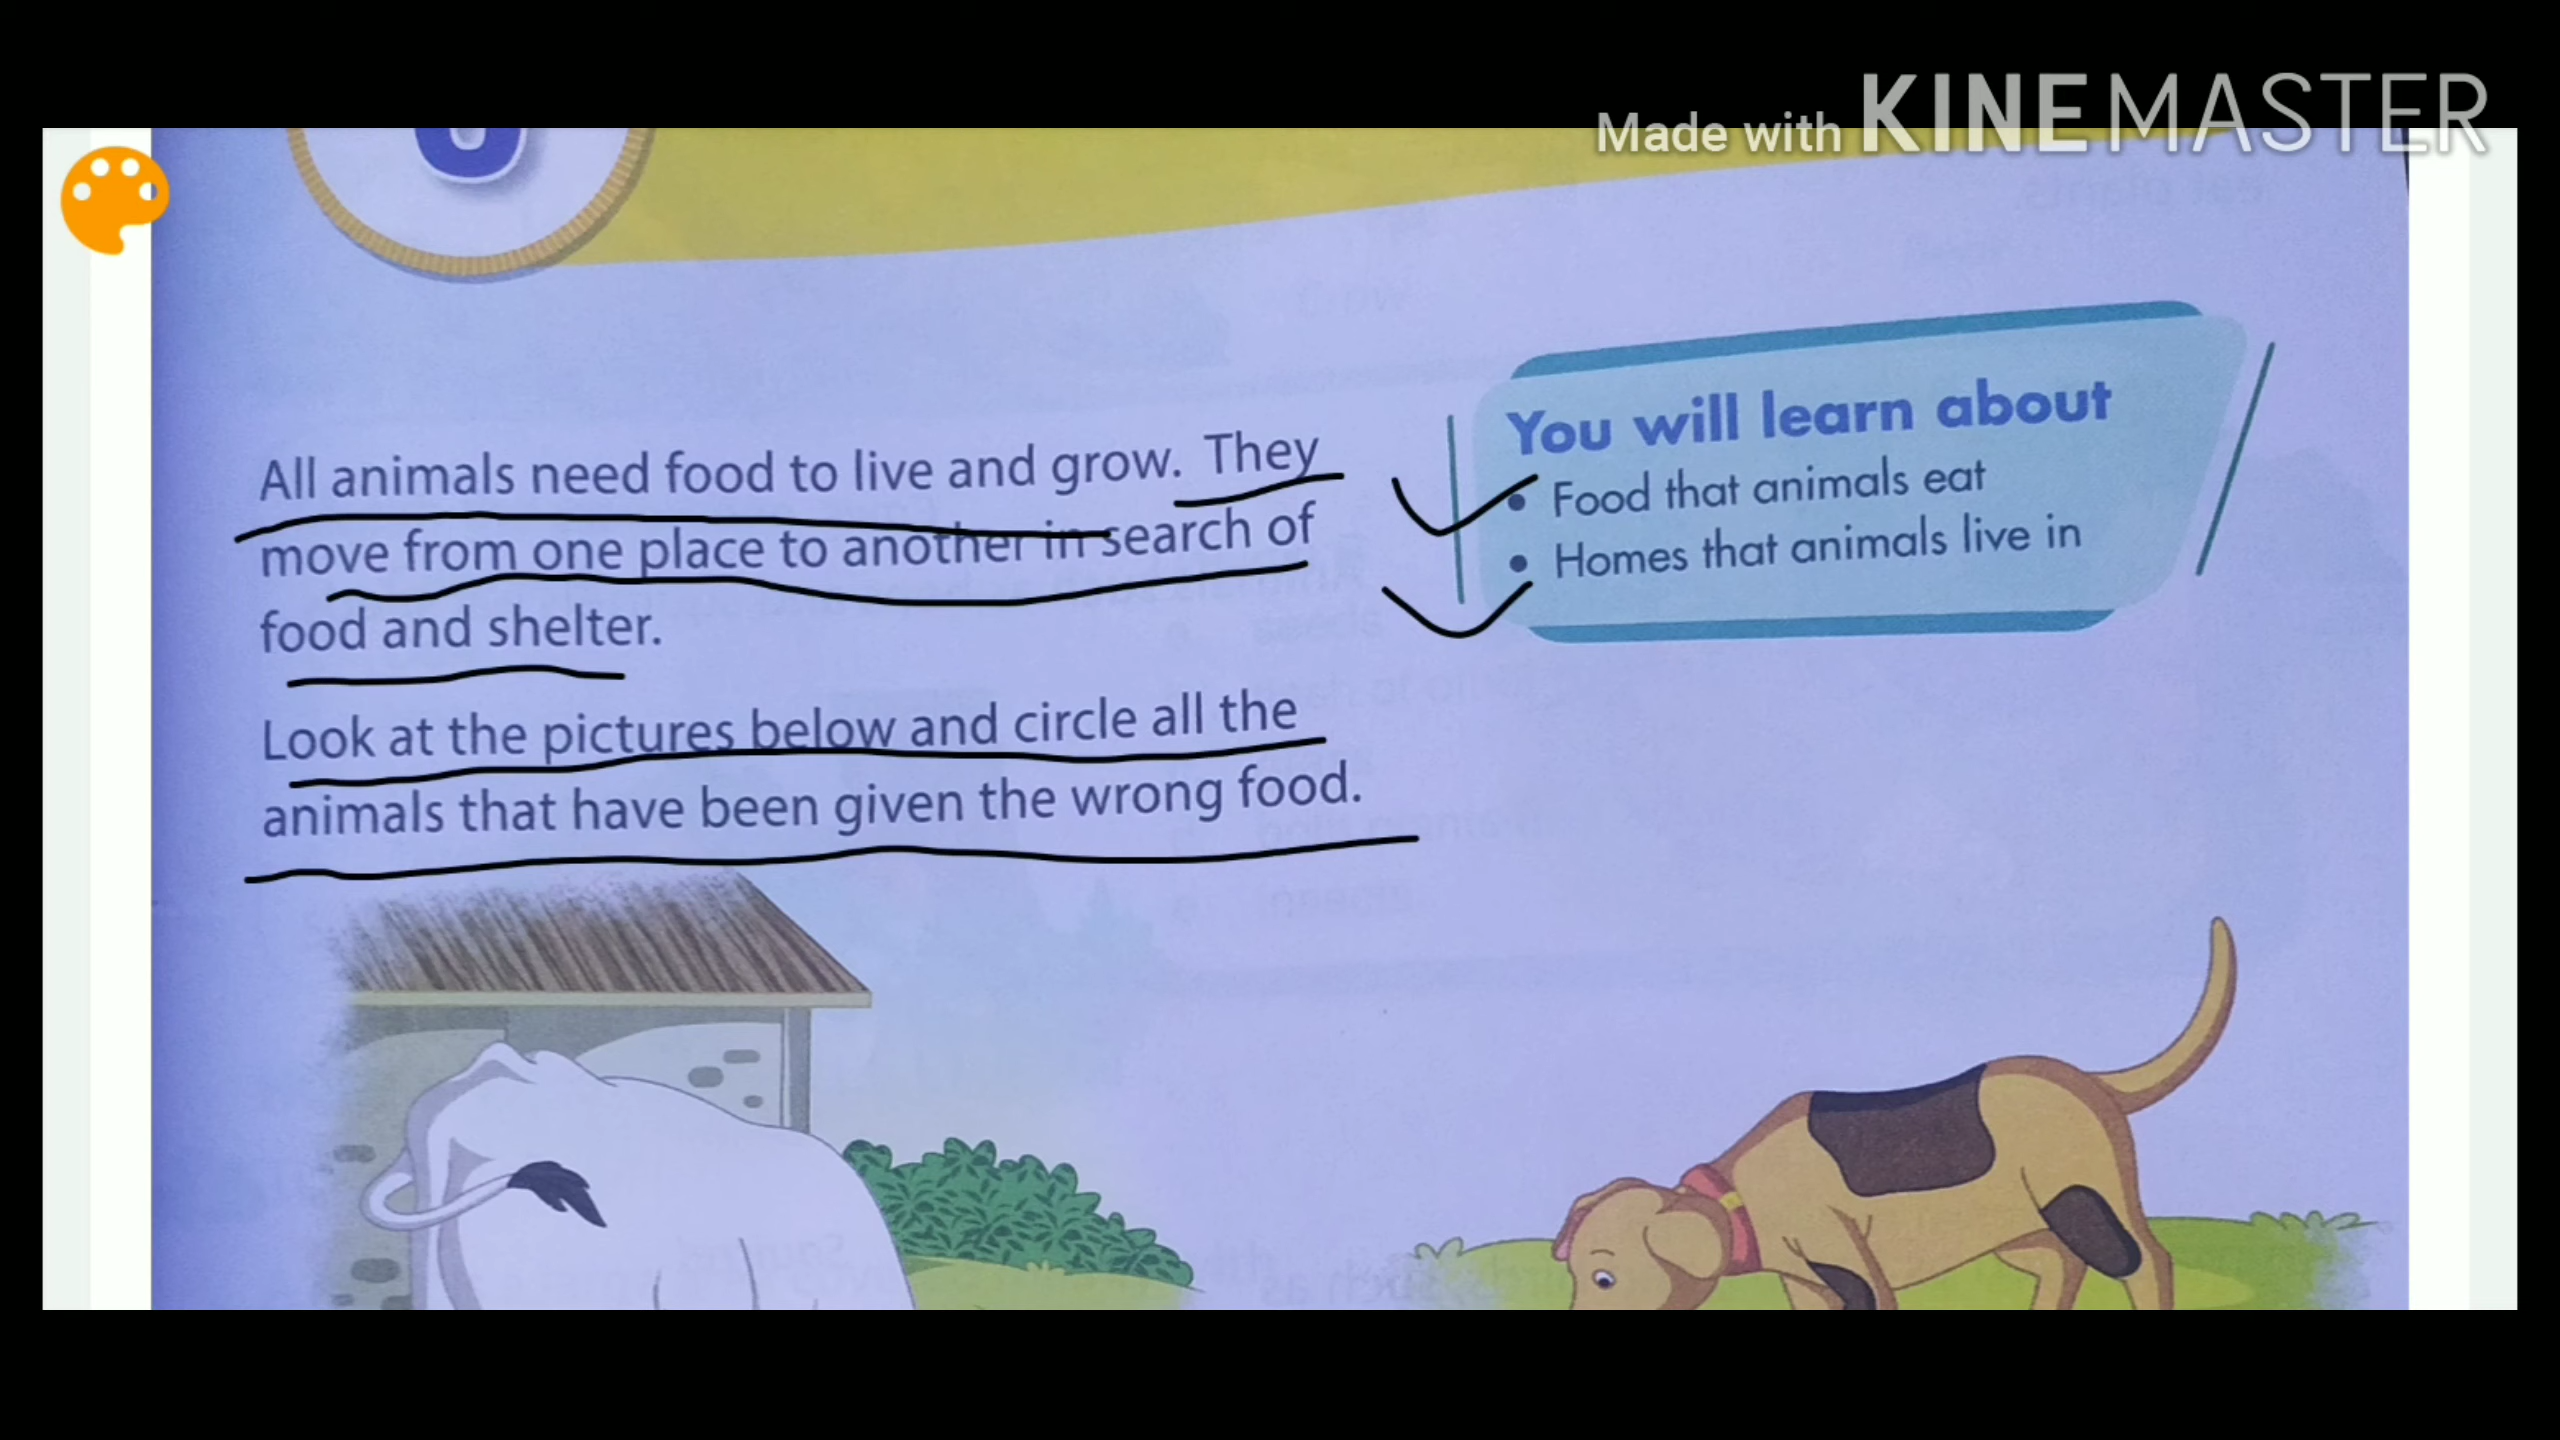 Made with KINEMASTER
All animals need food to live and grow. They
move from one place to another in search of
food and shelter.
Look at the pictures below and circle all the
animals that have been given the wrong food.
You will learn about
• Food that animals eat
• Homes that animals live in